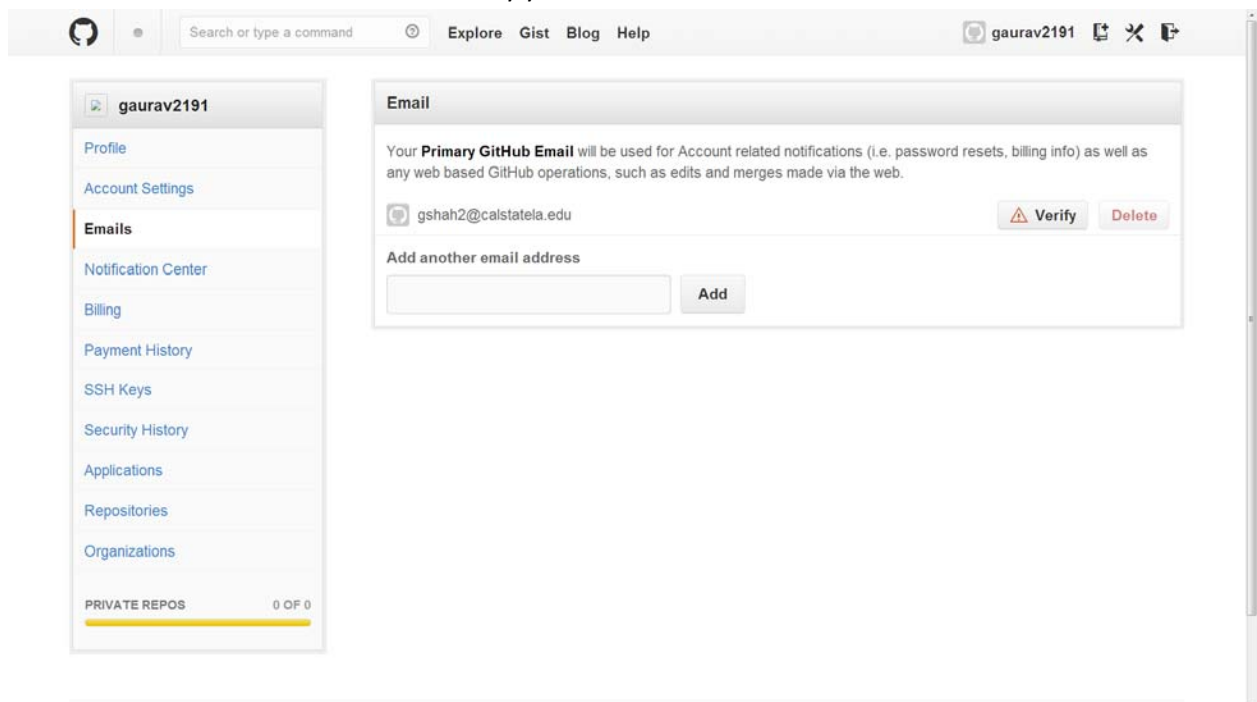 Search or type a command
Explore Gist Blog Help
gaurav2191
gaurav2191
Profile
Account Settings
Emails
Notification Center
Billing
Payment History
SSH Keys
Security History
Applications
Repositories
Organizations
PRIVATE REPOS 0 OF 0
Email
Your Primary GitHub Email will be used for Account related notifications (i.e. password resets, billing info) as well as
any web based GitHub operations, such as edits and merges made via the web.
gshah2@calstatela.edu Verify Delete
Add another email address
Add